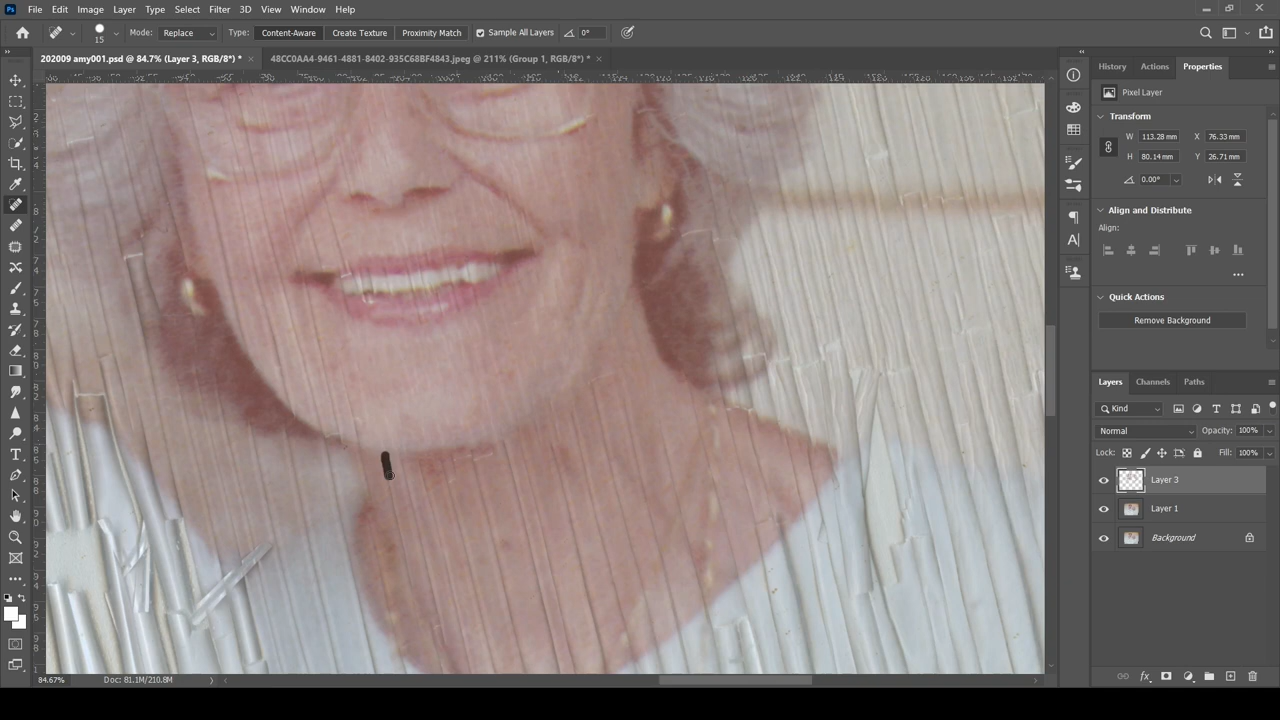 Ps File Edit Image Layer Type Select Filter 3D View Window Help
15 Mode: Replace Type: Content-Aware Create Texture Proximity Match Sample All Layers 0°
202009 amy001.psd @ 84.7% (Layer 3, RGB/8*) * × 48CC0AA4-9461-4881-8402-935C68BF4843.jpeg @ 211% (Group 1, RGB/8*) * ×
History Actions Properties
Pixel Layer
Transform
W 113.28 mm X 76.33 mm
H 80.14 mm Y 26.71 mm
0.00°
Align and Distribute
Align:
Quick Actions
Remove Background
Layers Channels Paths
Kind
Normal Opacity: 100%
Lock: Fill: 100%
Layer 3
Layer 1
Background
84.67% Doc: 81.1M/210.8M